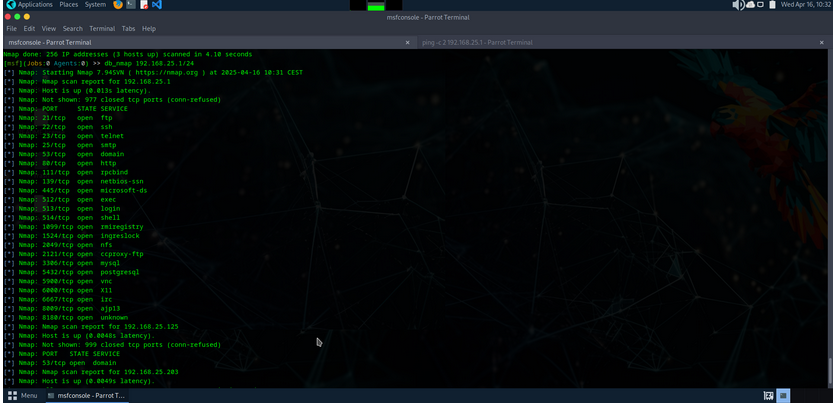 Applications Places System
Wed Apr 16, 10:32
msfconsole - Parrot Terminal
File Edit View Search Terminal Tabs Help
msfconsole - Parrot Terminal × ping -c 2 192.168.25.1 - Parrot Terminal ×
Nmap done: 256 IP addresses (3 hosts up) scanned in 4.10 seconds
[msf](Jobs:0 Agents:0) >> db_nmap 192.168.25.1/24
[*] Nmap: Starting Nmap 7.94SVN ( https://nmap.org ) at 2025-04-16 10:31 CEST
[*] Nmap: Nmap scan report for 192.168.25.1
[*] Nmap: Host is up (0.013s latency).
[*] Nmap: Not shown: 977 closed tcp ports (conn-refused)
[*] Nmap: PORT STATE SERVICE
[*] Nmap: 21/tcp open ftp
[*] Nmap: 22/tcp open ssh
[*] Nmap: 23/tcp open telnet
[*] Nmap: 25/tcp open smtp
[*] Nmap: 53/tcp open domain
[*] Nmap: 80/tcp open http
[*] Nmap: 111/tcp open rpcbind
[*] Nmap: 139/tcp open netbios-ssn
[*] Nmap: 445/tcp open microsoft-ds
[*] Nmap: 512/tcp open exec
[*] Nmap: 513/tcp open login
[*] Nmap: 514/tcp open shell
[*] Nmap: 1099/tcp open rmiregistry
[*] Nmap: 1524/tcp open ingreslock
[*] Nmap: 2049/tcp open nfs
[*] Nmap: 2121/tcp open ccproxy-ftp
[*] Nmap: 3306/tcp open mysql
[*] Nmap: 5432/tcp open postgresql
[*] Nmap: 5900/tcp open vnc
[*] Nmap: 6000/tcp open X11
[*] Nmap: 6667/tcp open irc
[*] Nmap: 8009/tcp open ajp13
[*] Nmap: 8180/tcp open unknown
[*] Nmap: Nmap scan report for 192.168.25.125
[*] Nmap: Host is up (0.0048s latency).
[*] Nmap: Not shown: 999 closed tcp ports (conn-refused)
[*] Nmap: PORT STATE SERVICE
[*] Nmap: 53/tcp open domain
[*] Nmap: Nmap scan report for 192.168.25.203
[*] Nmap: Host is up (0.0049s latency).
Menu msfconsole - Parrot T...